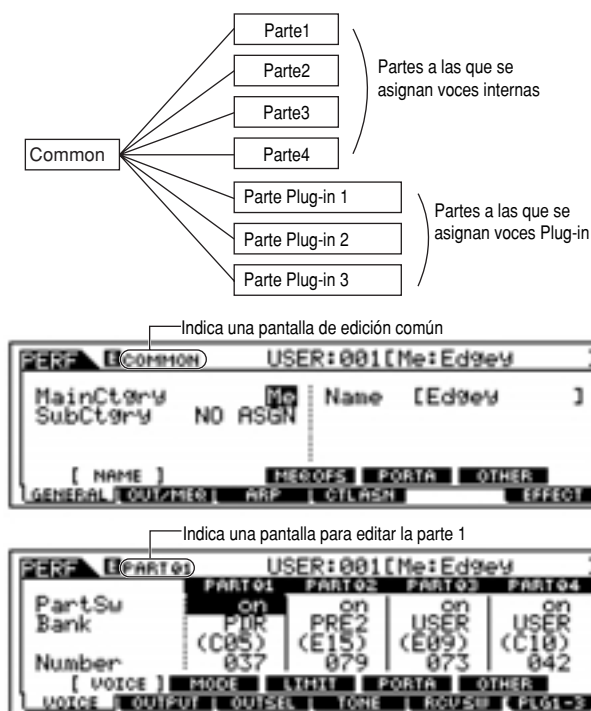 Parte1
Parte2
Parte3
Parte4
Partes a las que se
asignan voces internas
Common
Parte Plug-in 1
Parte Plug-in 2
Parte Plug-in 3
Partes a las que se
asignan voces Plug-in
Indica una pantalla de edición común
PERF E COMMON USER:001[Me:Edgey ]
MainCtgry Me Name [Edgey ]
SubCtgry NO ASGN
[ NAME ] MEQOFS PORTA OTHER
GENERAL OUT/MEQ ARP CTLASN EFFECT
Indica una pantalla para editar la parte 1
PERF E PART01 USER:001[Me:Edgey ]
PART01 PART02 PART03 PART04
PartSw on on on on
Bank PDR PRE2 USER USER
(C05) (E15) (E09) (C10)
Number 037 079 073 042
[ VOICE ] MODE LIMIT PORTA OTHER
VOICE OUTPUT OUTSEL TONE RCVSW PLG1-3